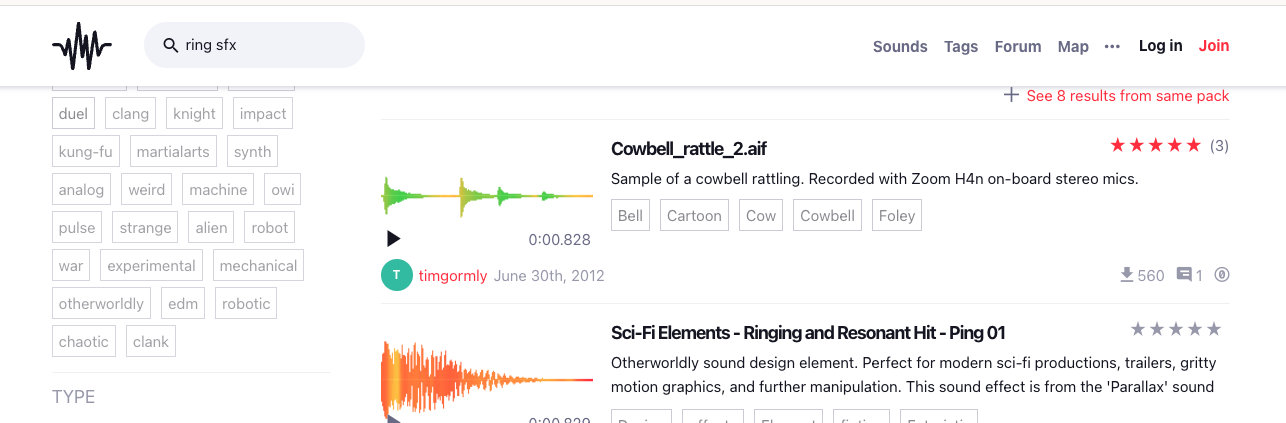 ring sfx
Sounds Tags Forum Map ••• Log in Join
duel clang knight impact
kung-fu martialarts synth
analog weird machine owi
pulse strange alien robot
war experimental mechanical
otherworldly edm robotic
chaotic clank
TYPE
+ See 8 results from same pack
Cowbell_rattle_2.aif
(3)
Sample of a cowbell rattling. Recorded with Zoom H4n on-board stereo mics.
Bell Cartoon Cow Cowbell Foley
0:00.828
T timgormly June 30th, 2012
560 1
Sci-Fi Elements - Ringing and Resonant Hit - Ping 01
Otherworldly sound design element. Perfect for modern sci-fi productions, trailers, gritty
motion graphics, and further manipulation. This sound effect is from the 'Parallax' sound